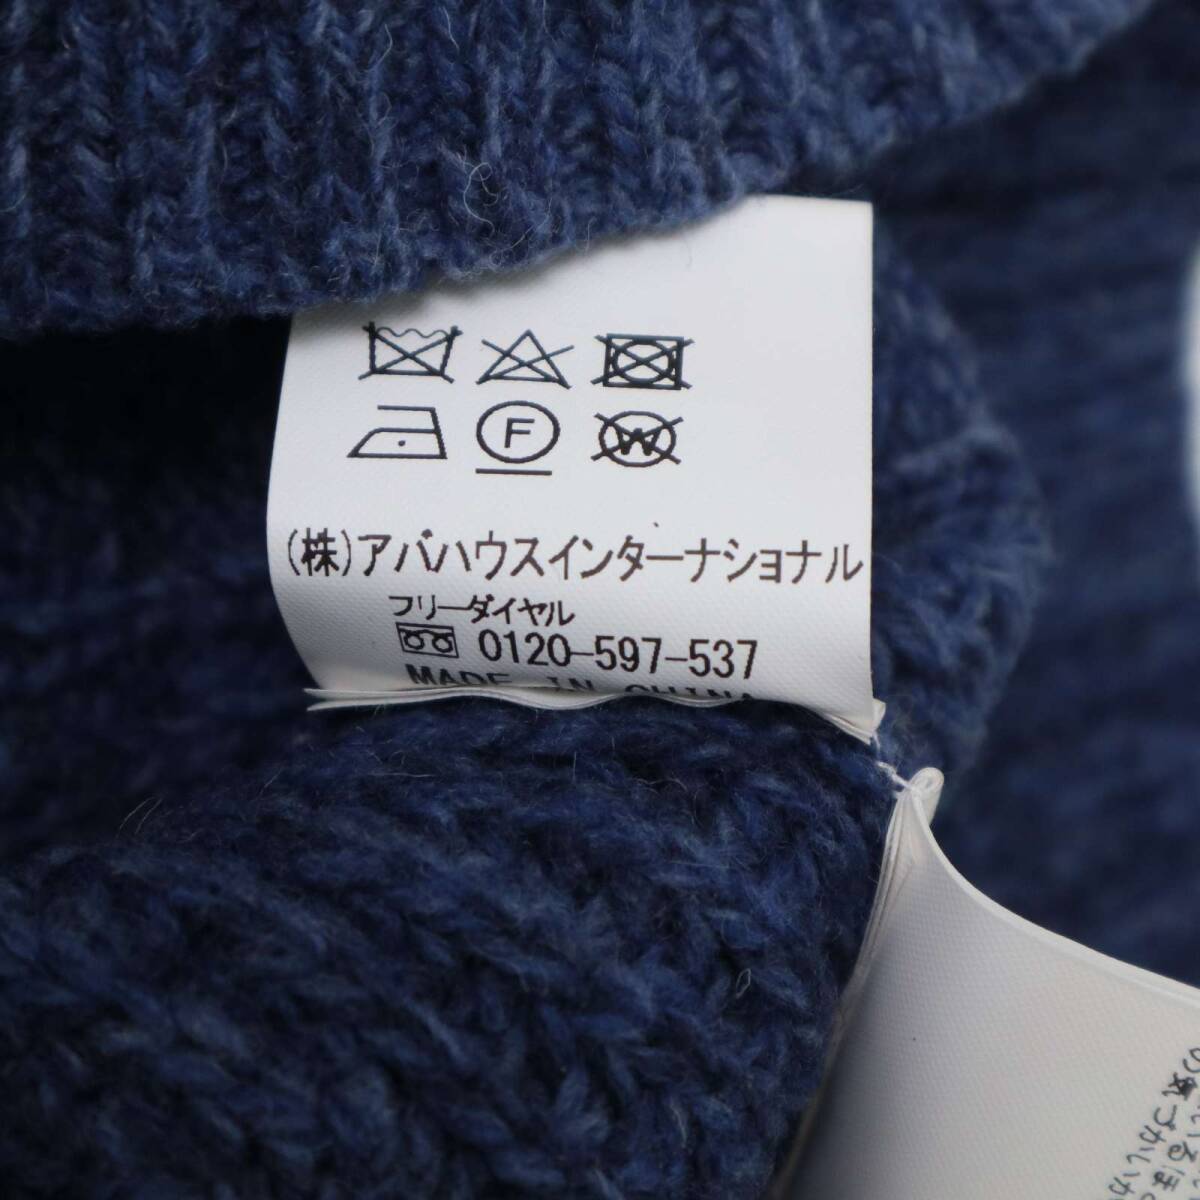 F
W
(株)アバハウスインターナショナル
フリーダイヤル
0120-597-537
MADE IN CHINA